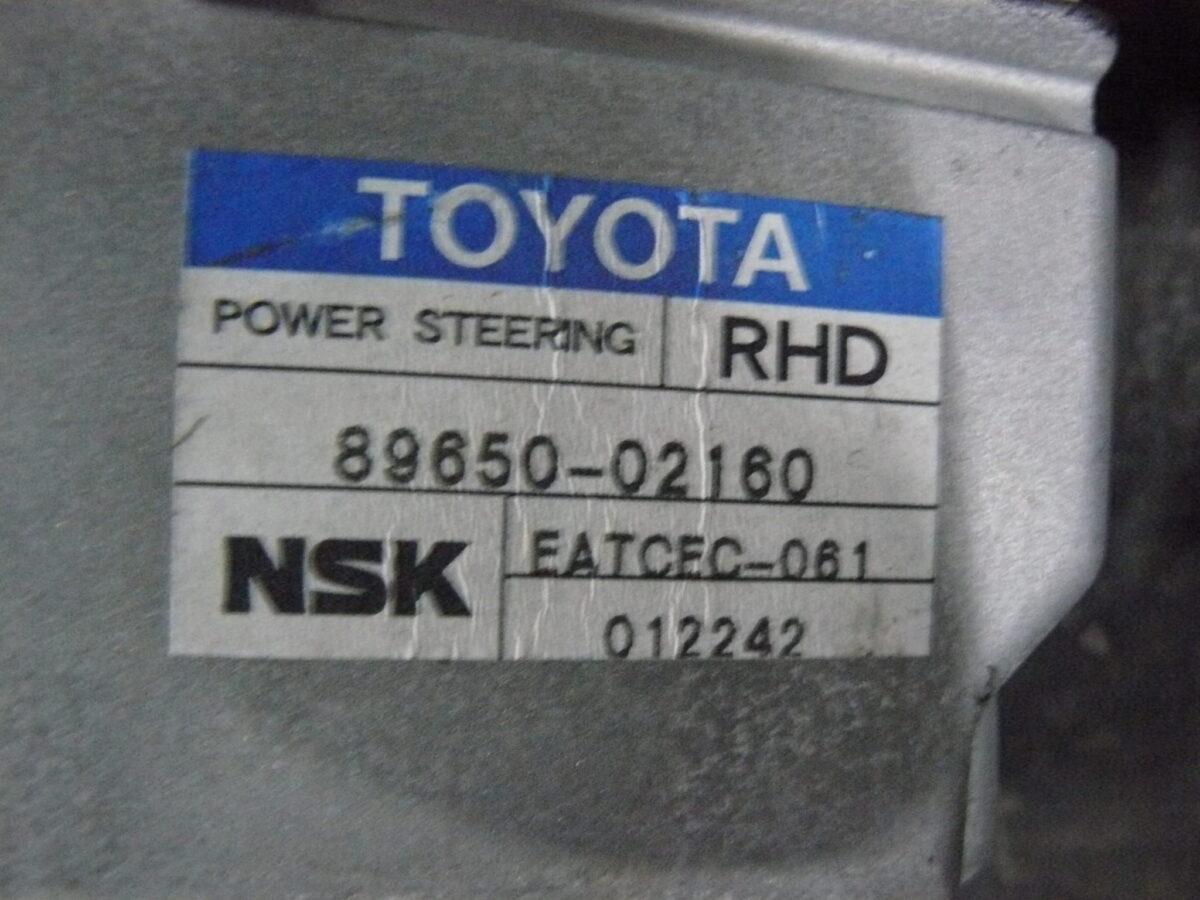 TOYOTA
POWER STEERING RHD
89650-02160
NSK EATCEC-061
012242